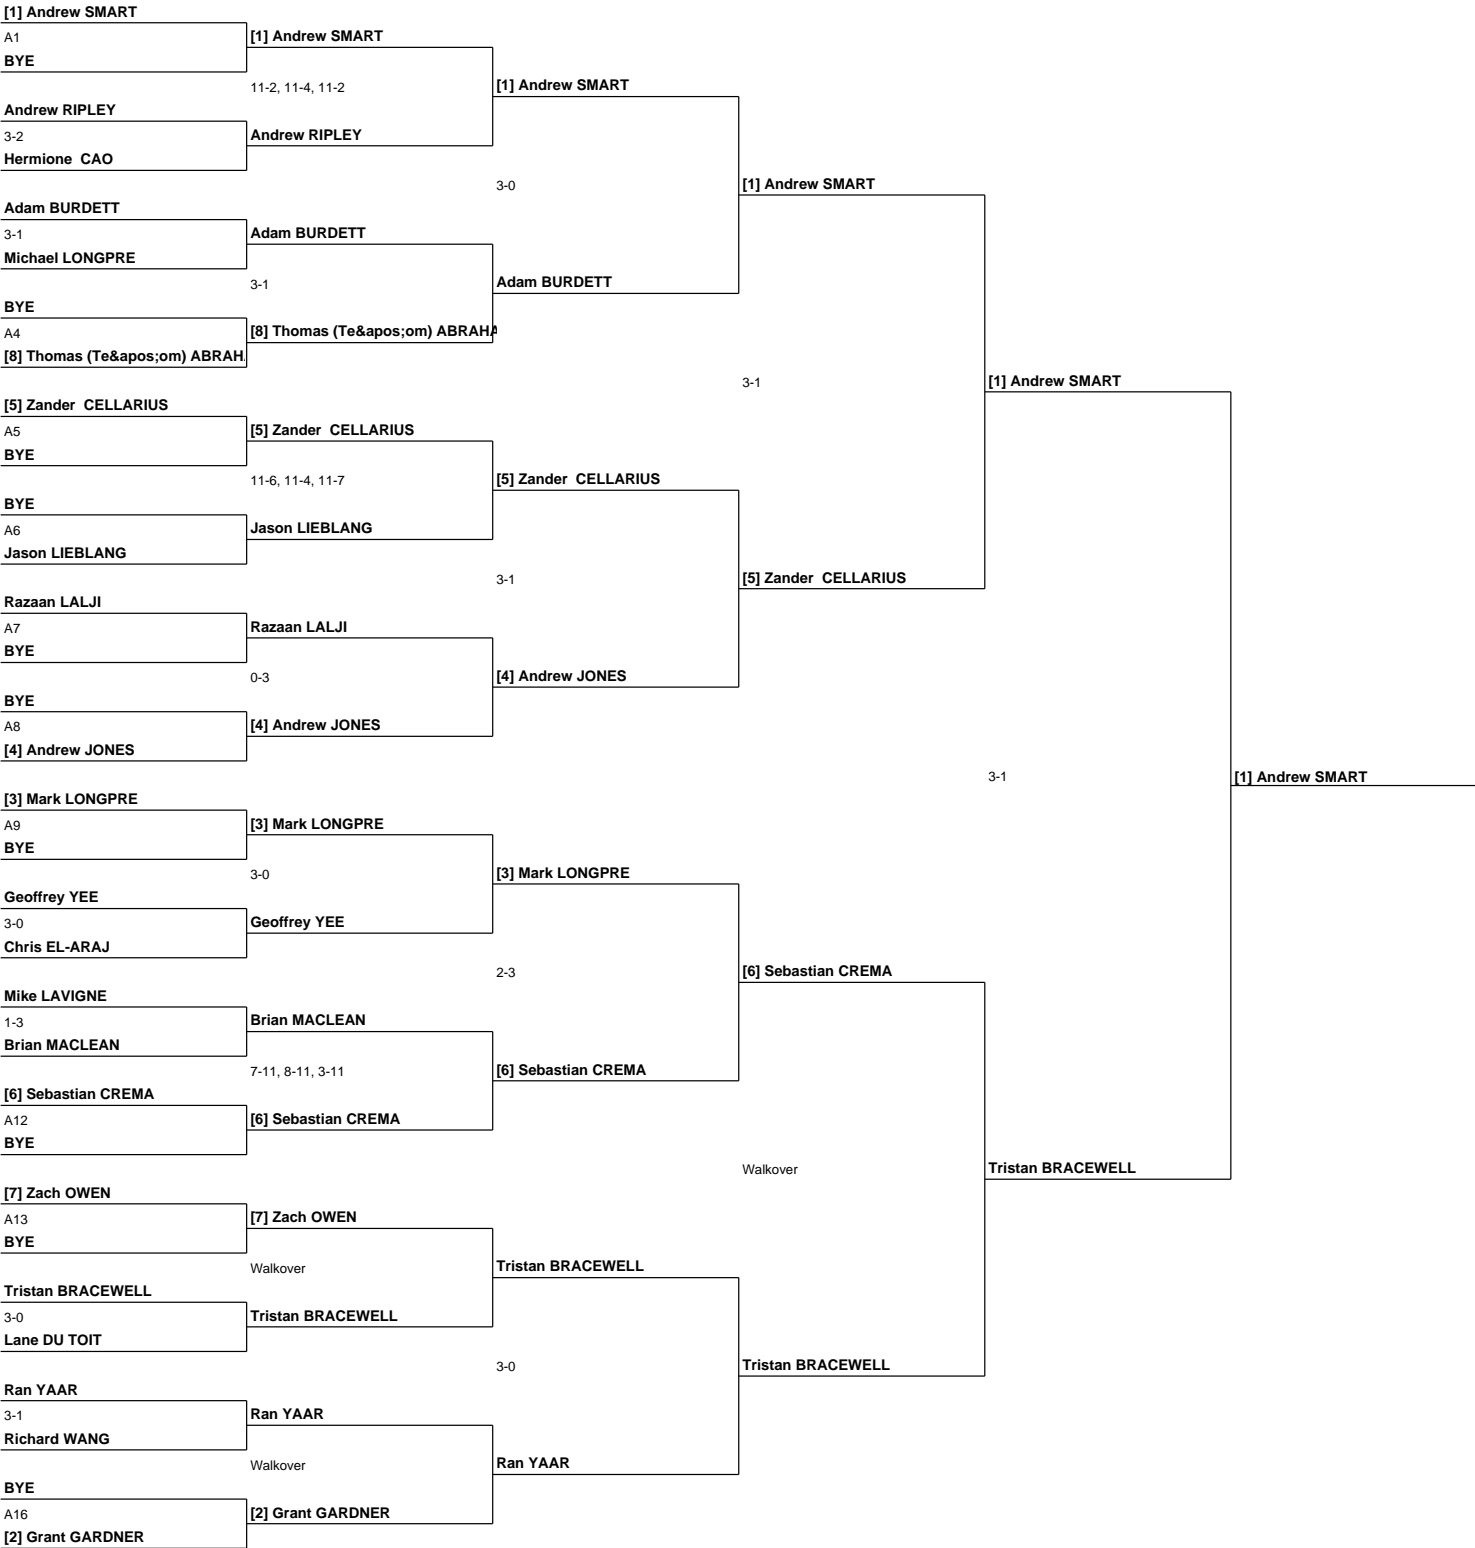 [1] Andrew SMART
A1
BYE
Andrew RIPLEY
3-2
Hermione  CAO
Adam BURDETT
3-1
Michael LONGPRE
BYE
A4
[8] Thomas (Te&apos;om) ABRAH
[5] Zander  CELLARIUS
A5
BYE
BYE
A6
Jason LIEBLANG
Razaan LALJI
A7
BYE
BYE
A8
[4] Andrew JONES
[3] Mark LONGPRE
A9
BYE
Geoffrey YEE
3-0
Chris EL-ARAJ
Mike LAVIGNE
1-3
Brian MACLEAN
[6] Sebastian CREMA
A12
BYE
[7] Zach OWEN
A13
BYE
Tristan BRACEWELL
3-0
Lane DU TOIT
Ran YAAR
3-1
Richard WANG
BYE
A16
[2] Grant GARDNER
[1] Andrew SMART
11-2, 11-4, 11-2
Andrew RIPLEY
Adam BURDETT
3-1
[8] Thomas (Te&apos;om) ABRAHA
[5] Zander  CELLARIUS
11-6, 11-4, 11-7
Jason LIEBLANG
Razaan LALJI
0-3
[4] Andrew JONES
[3] Mark LONGPRE
3-0
Geoffrey YEE
Brian MACLEAN
7-11, 8-11, 3-11
[6] Sebastian CREMA
[7] Zach OWEN
Walkover
Tristan BRACEWELL
Ran YAAR
Walkover
[2] Grant GARDNER
[1] Andrew SMART
3-0
Adam BURDETT
[5] Zander  CELLARIUS
3-1
[4] Andrew JONES
[3] Mark LONGPRE
2-3
[6] Sebastian CREMA
Tristan BRACEWELL
3-0
Ran YAAR
[1] Andrew SMART
3-1
[5] Zander  CELLARIUS
[6] Sebastian CREMA
Walkover
Tristan BRACEWELL
[1] Andrew SMART
3-1
Tristan BRACEWELL
[1] Andrew SMART